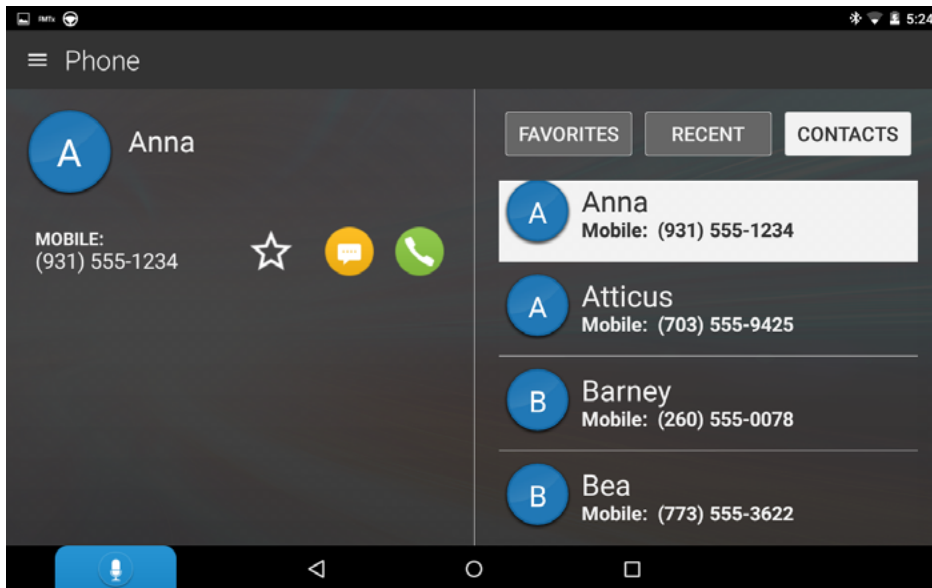 FMTx
5:24
Phone
A
Anna
MOBILE:
(931) 555-1234
FAVORITES
RECENT
CONTACTS
A
Anna
Mobile: (931) 555-1234
A
Atticus
Mobile: (703) 555-9425
B
Barney
Mobile: (260) 555-0078
B
Bea
Mobile: (773) 555-3622